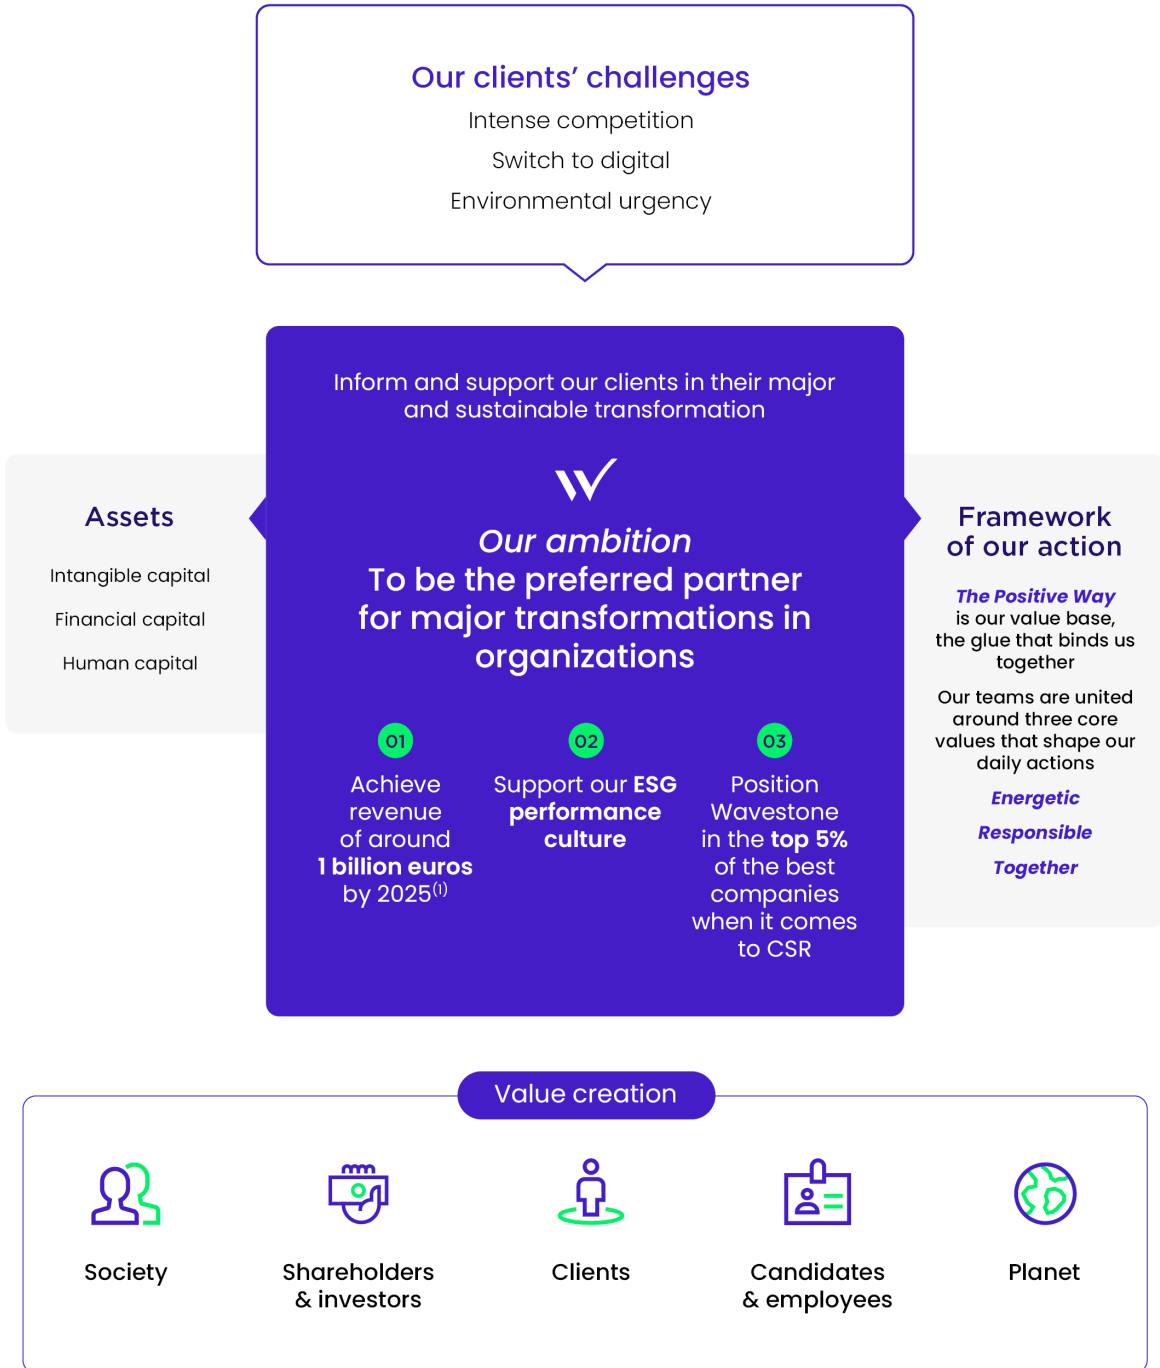 Our clients’ challenges
Intense competition
Switch to digital
Environmental urgency
Inform and support our clients in their major
and sustainable transformation
Our ambition
To be the preferred partner
for major transformations in
organizations
01
Achieve
revenue
of around
1 billion euros
by 2025(1)
02
Support our ESG
performance
culture
03
Position
Wavestone
in the top 5%
of the best
companies
when it comes
to CSR
Assets
Intangible capital
Financial capital
Human capital
Framework
of our action
The Positive Way
is our value base,
the glue that binds us
together
Our teams are united
around three core
values that shape our
daily actions
Energetic
Responsible
Together
Value creation
Society
Shareholders
& investors
Clients
Candidates
& employees
Planet